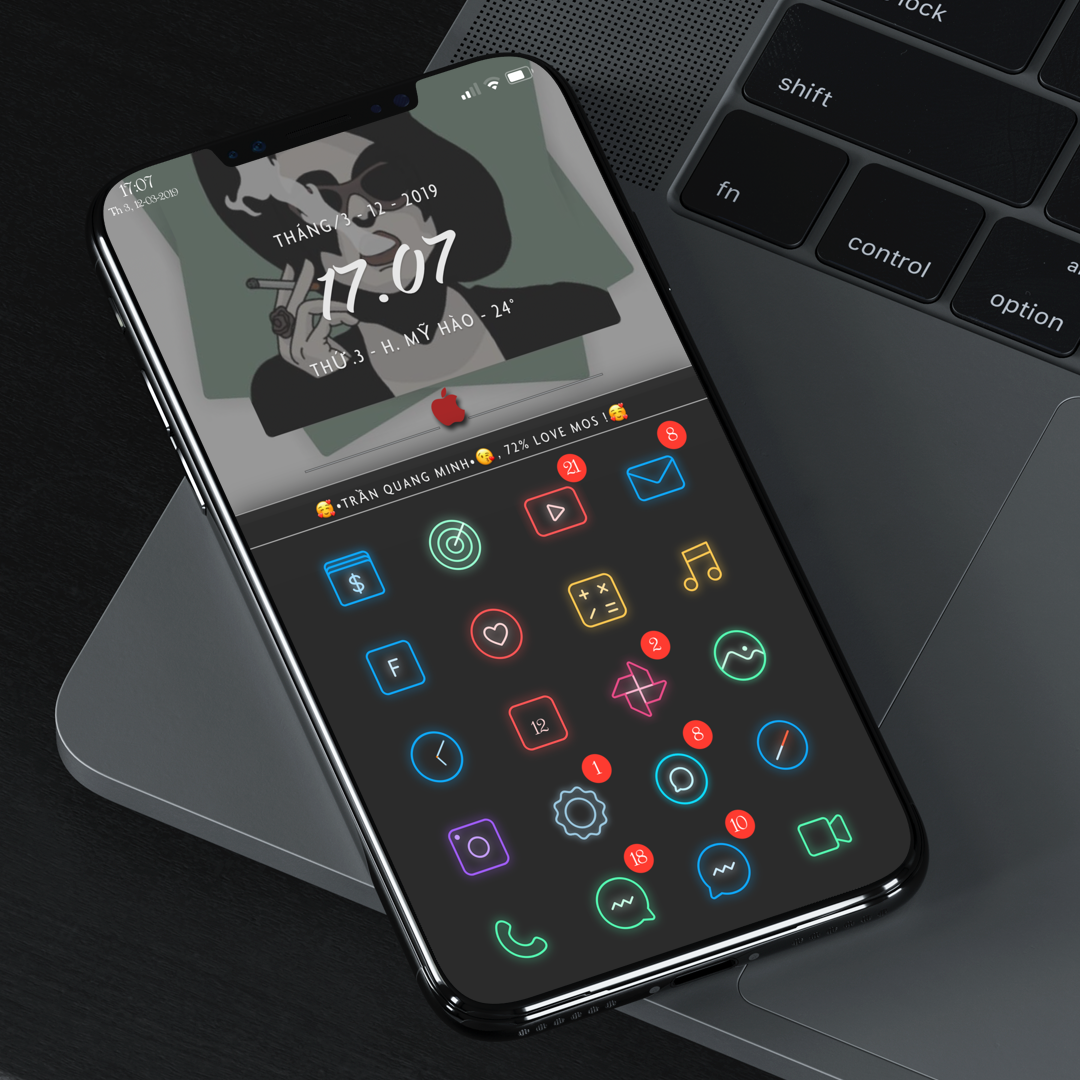 lock
shift
fn
control
option
17:07
Th 3, 12-03-2019
THÁNG/3 - 12 - 2019
17.07
THỨ .3 - H. MỸ HÀO - 24°
🥰•TRẦN QUANG MINH•😘, 72% LOVE MOS !🥰
21
8
$
F
2
12
8
1
10
18